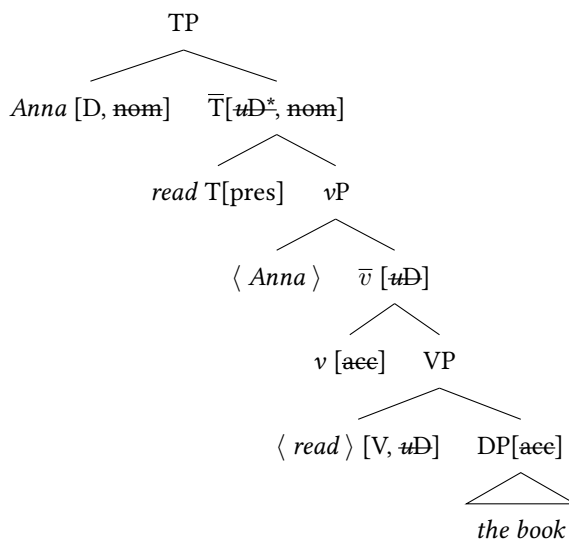 TP
Anna [D, nom] T̅[uD*, nom]
read T[pres] vP
⟨ Anna ⟩ v̅ [uD]
v [acc] VP
⟨ read ⟩ [V, uD] DP[acc]
the book